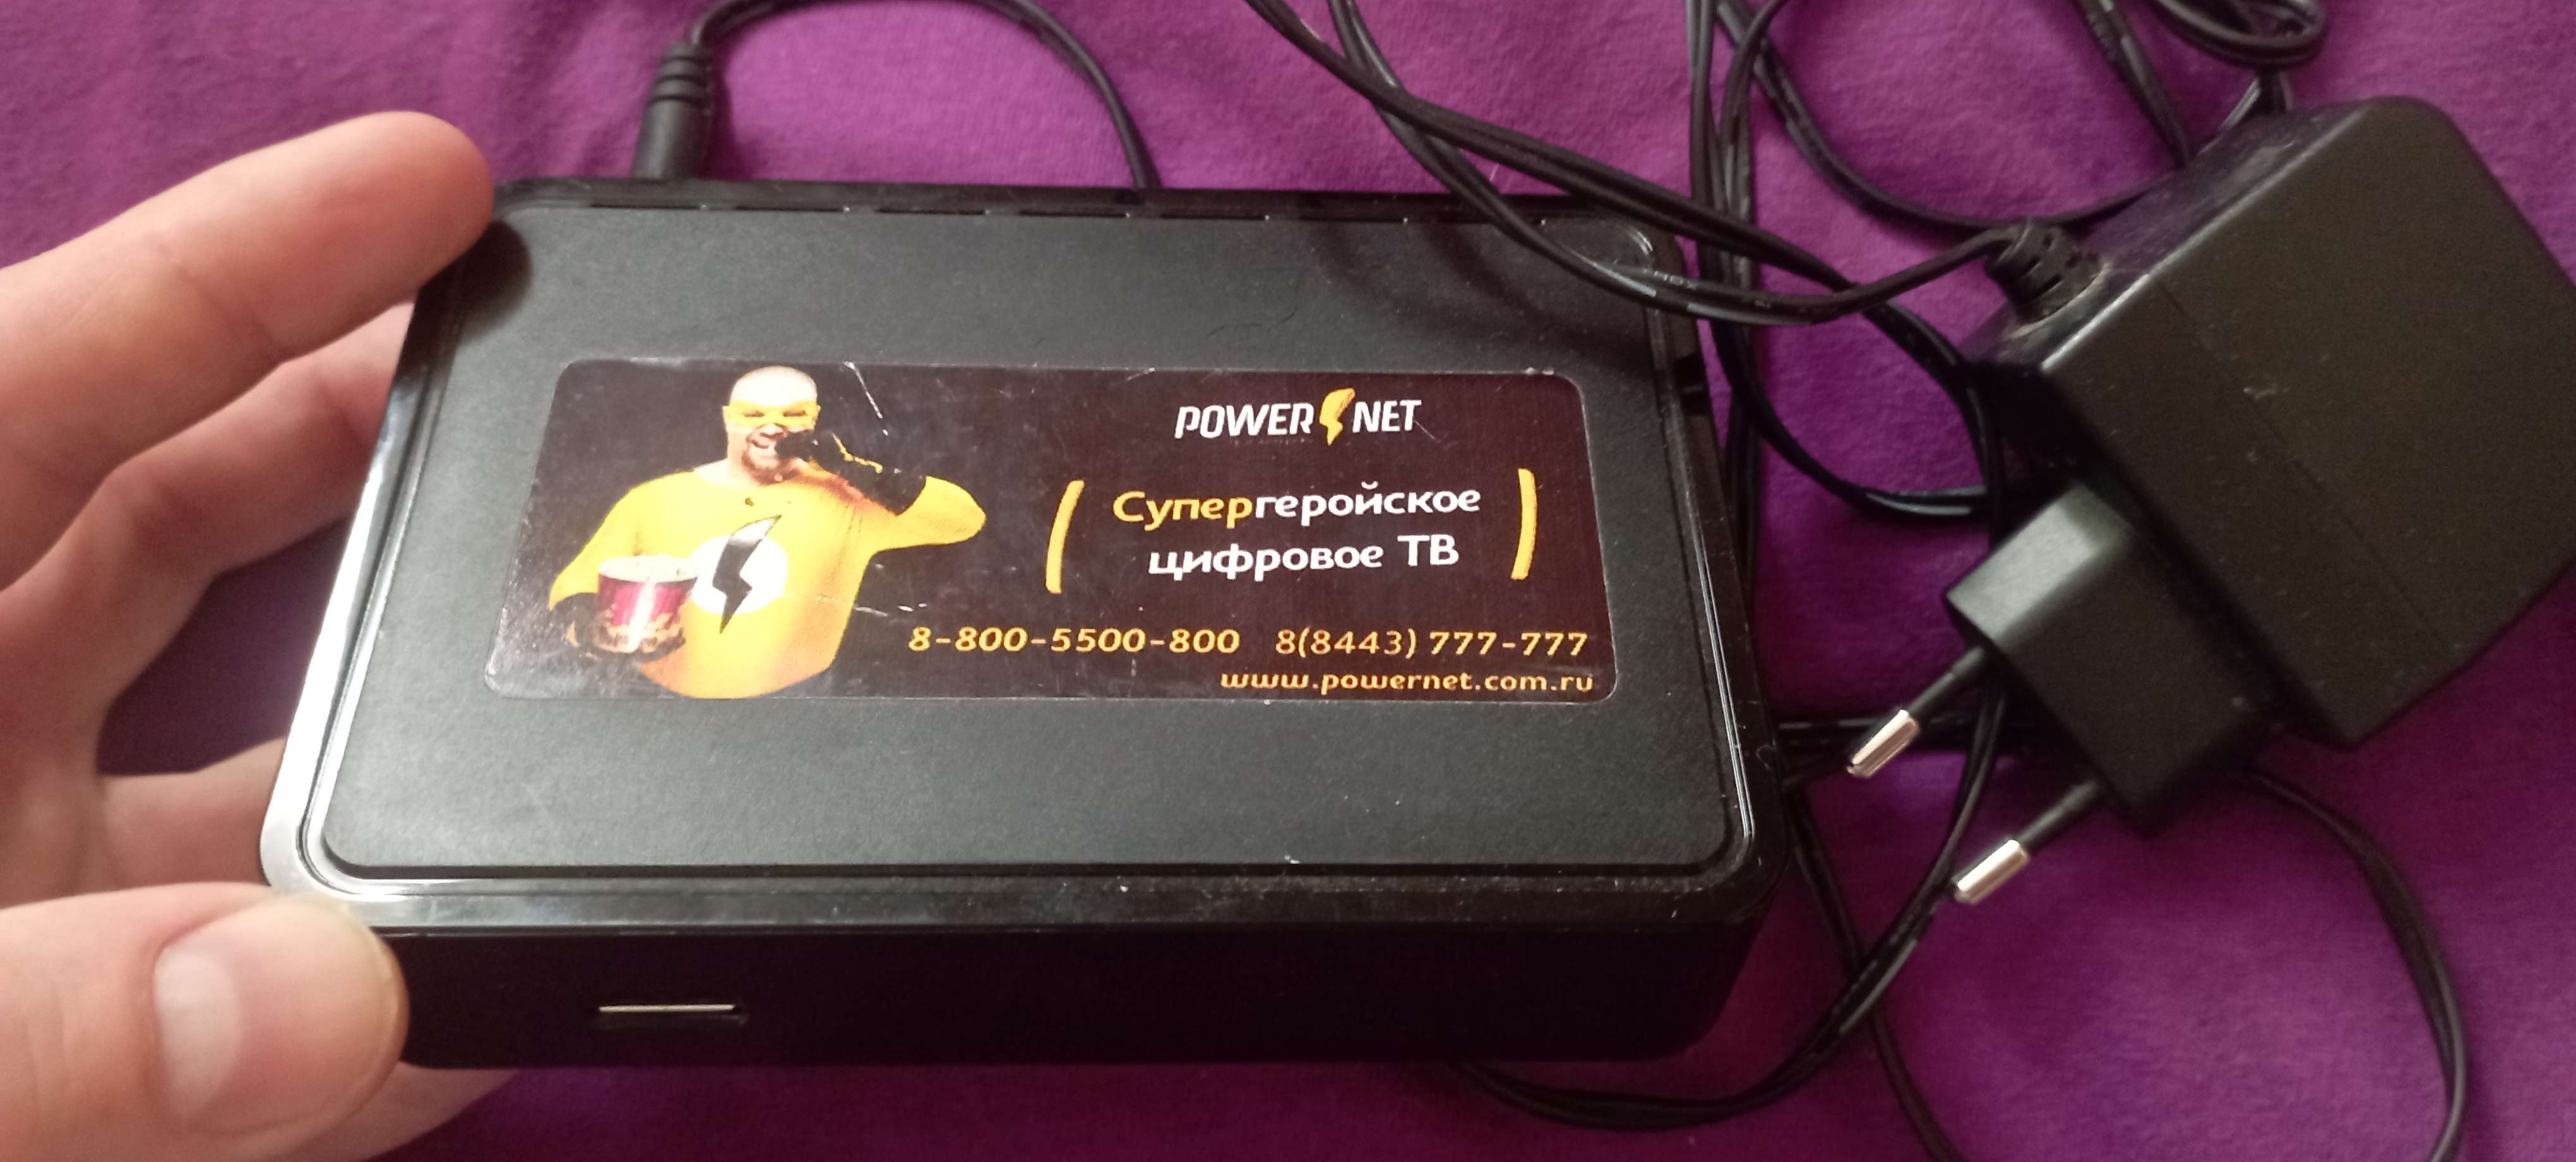 POWER NET
Супергеройское
цифровое ТВ
8-800-5500-800 8(8443) 777-777
www.powernet.com.ru